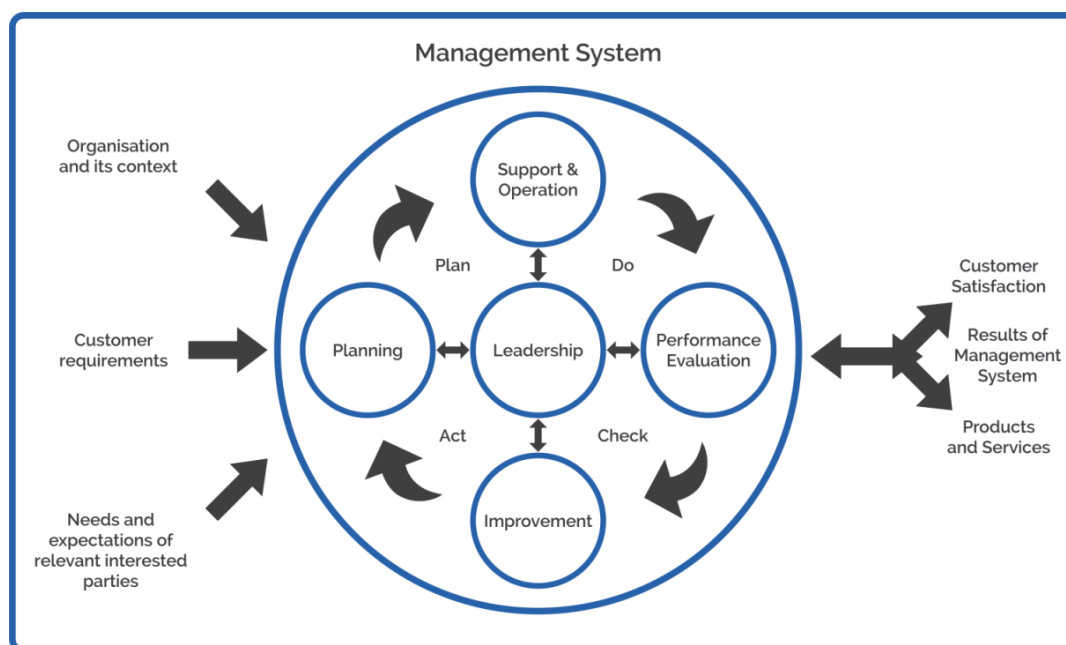 Management System
Organisation
and its context
Customer
requirements
Needs and
expectations of
relevant interested
parties
Support &
Operation
Plan
Do
Planning
Leadership
Performance
Evaluation
Act
Check
Improvement
Customer
Satisfaction
Results of
Management
System
Products
and Services